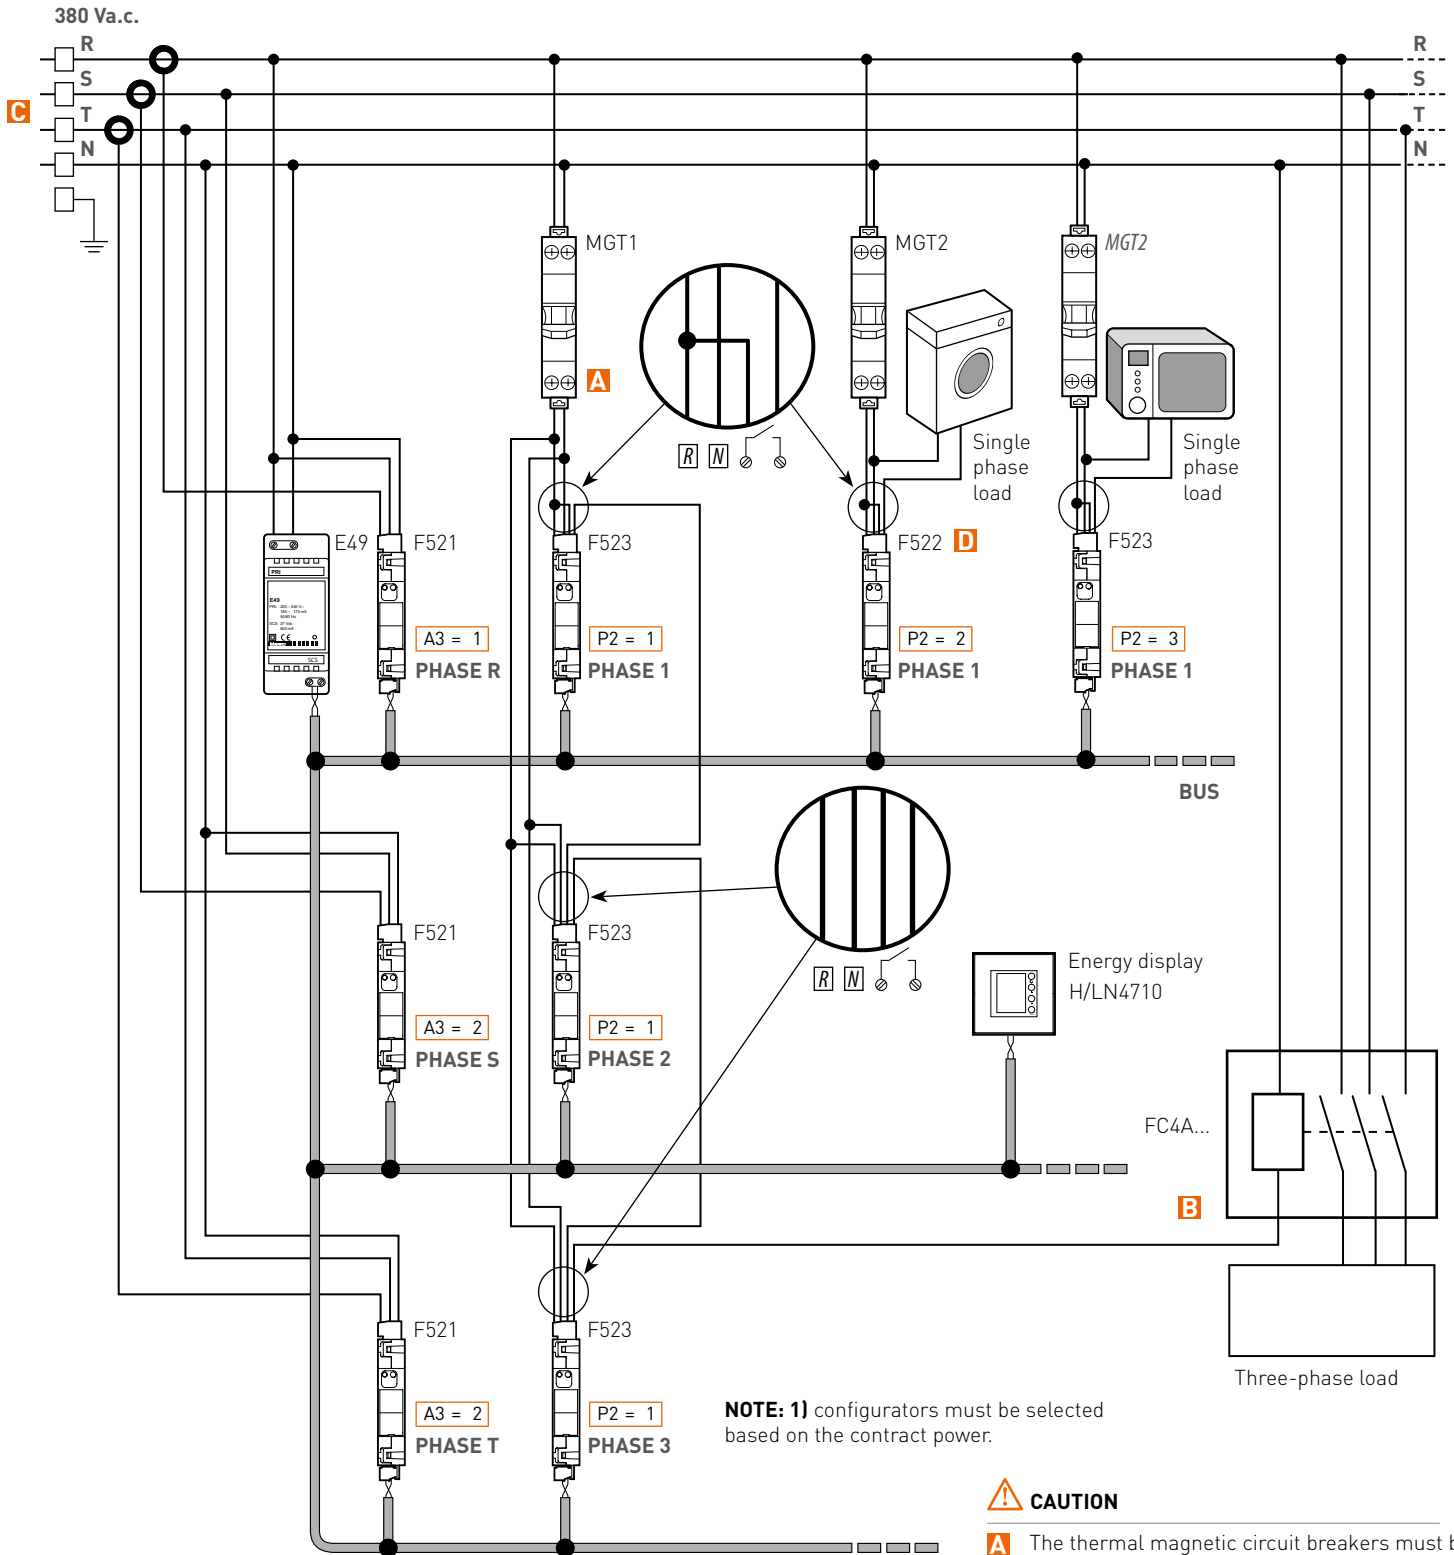 380 Va.c.
R R
S S
C
T T
N N
MGT1 MGT2 MGT2
A
R N
Single
phase
load
Single
phase
load
E49 F521 F523 F522 D F523
PRI
E49
SCS
A3 = 1 P2 = 1 P2 = 2 P2 = 3
PHASE R PHASE 1 PHASE 1 PHASE 1
BUS
F521 F523
R N
Energy display
H/LN4710
A3 = 2 P2 = 1
PHASE S PHASE 2
FC4A...
B
F521 F523
Three-phase load
A3 = 2 P2 = 1
PHASE T PHASE 3
NOTE: 1) configurators must be selected
based on the contract power.
CAUTION
A The thermal magnetic circuit breakers must